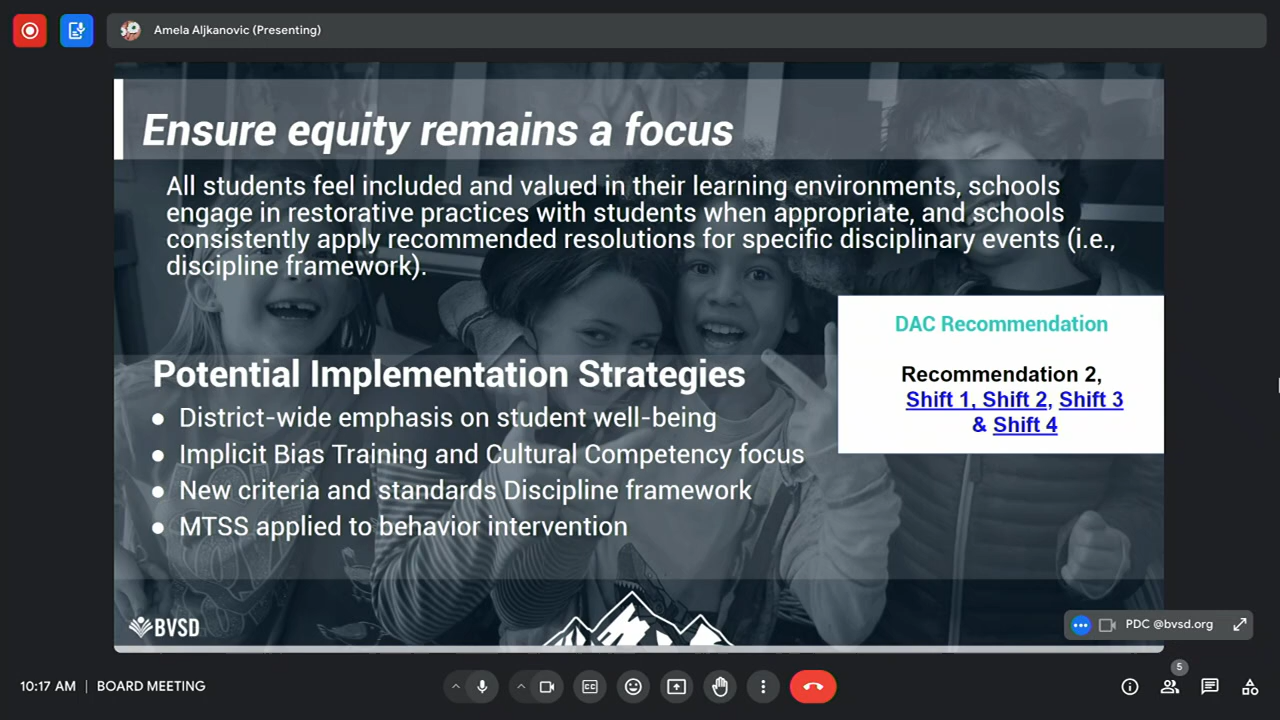 Amela Aljkanovic (Presenting)
Ensure equity remains a focus
All students feel included and valued in their learning environments, schools
engage in restorative practices with students when appropriate, and schools
consistently apply recommended resolutions for specific disciplinary events (i.e.,
discipline framework).
DAC Recommendation
Recommendation 2,
Shift 1, Shift 2, Shift 3
& Shift 4
Potential Implementation Strategies
● District-wide emphasis on student well-being
● Implicit Bias Training and Cultural Competency focus
● New criteria and standards Discipline framework
● MTSS applied to behavior intervention
BVSD
PDC @bvsd.org
10:17 AM | BOARD MEETING
CC
5